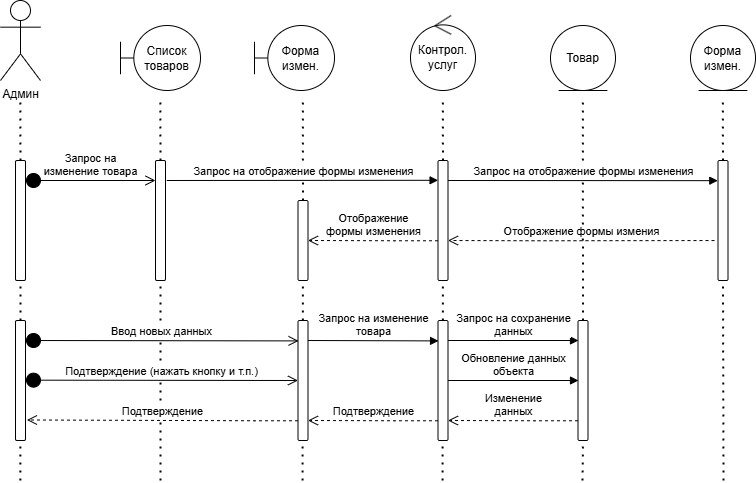 Админ
Список
товаров
Форма
измен.
Контрол.
услуг
Товар
Форма
измен.
Запрос на
изменение товара
Запрос на отображение формы изменения
Запрос на отображение формы изменения
Отображение
формы изменения
Отображение формы измения
Ввод новых данных
Запрос на изменение
товара
Запрос на сохранение
данных
Подтверждение (нажать кнопку и т.п.)
Обновление данных
объекта
Подтверждение
Подтверждение
Изменение
данных